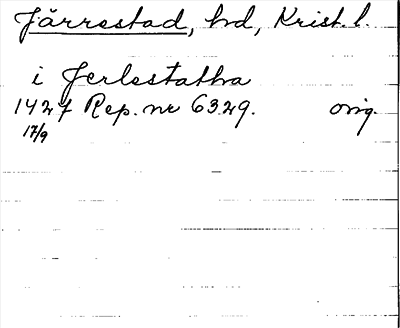 Järrestad, hd, Krist. l.
i Jerlestatha
1427 Rep. nr 6329. orig.
17/9